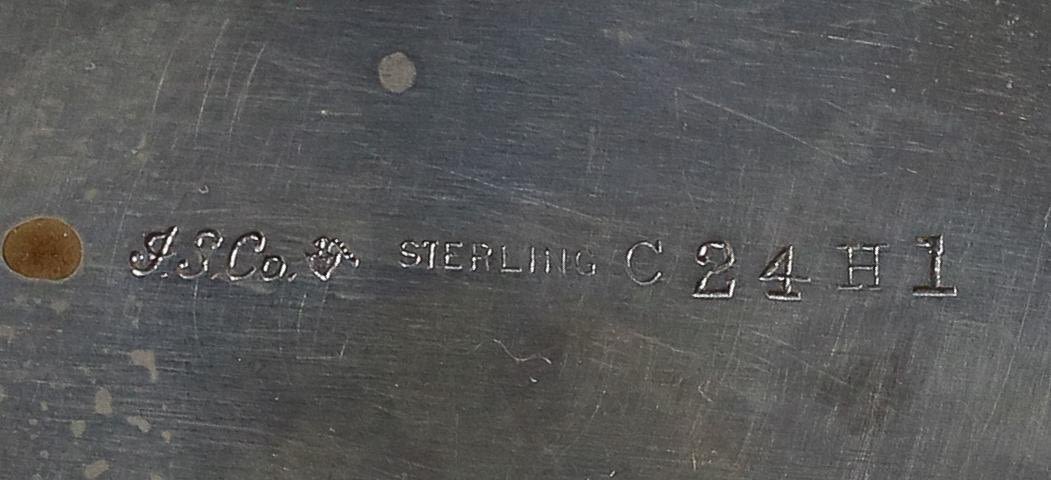 I.S.Co. STERLING C 24 H 1